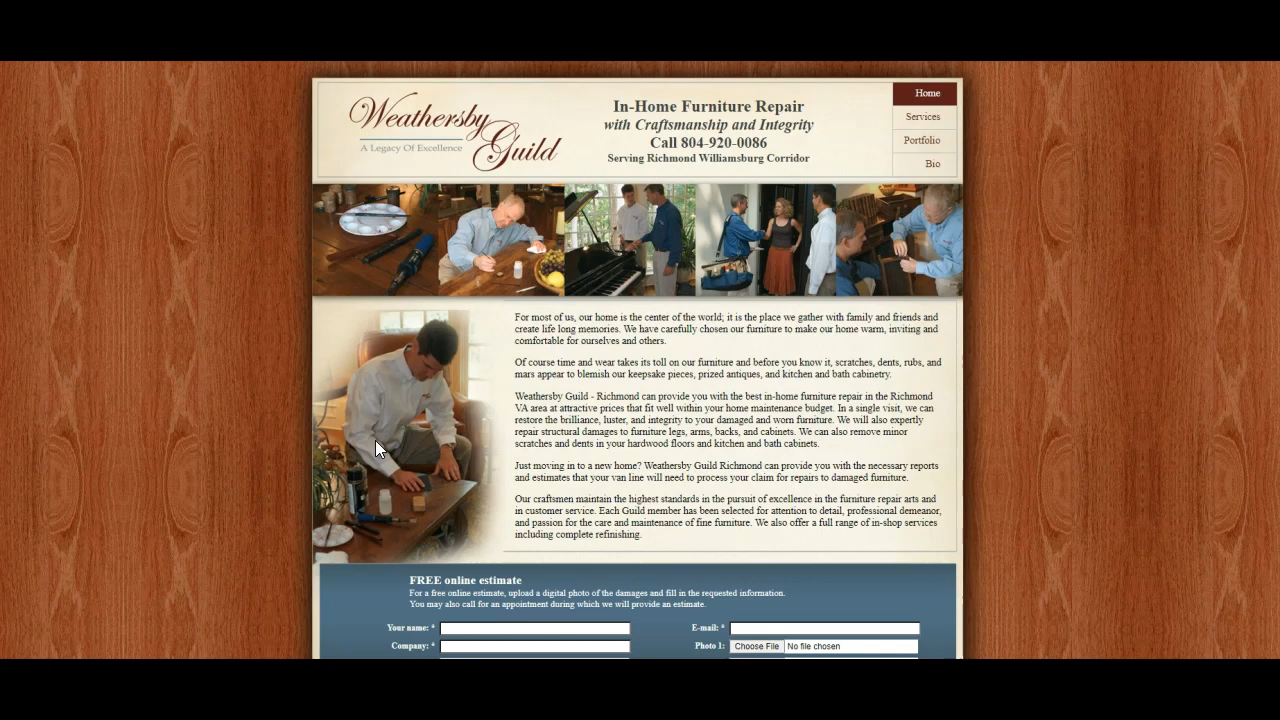 Weathersby Guild
A Legacy Of Excellence
In-Home Furniture Repair
with Craftsmanship and Integrity
Call 804-920-0086
Serving Richmond Williamsburg Corridor
Home
Services
Portfolio
Bio
For most of us, our home is the center of the world; it is the place we gather with family and friends and
create life long memories. We have carefully chosen our furniture to make our home warm, inviting and
comfortable for ourselves and others.
Of course time and wear takes its toll on our furniture and before you know it, scratches, dents, rubs, and
mars appear to blemish our keepsake pieces, prized antiques, and kitchen and bath cabinetry.
Weathersby Guild - Richmond can provide you with the best in-home furniture repair in the Richmond
VA area at attractive prices that fit well within your home maintenance budget. In a single visit, we can
restore the brilliance, luster, and integrity to your damaged and worn furniture. We will also expertly
repair structural damages to furniture legs, arms, backs, and cabinets. We can also remove minor
scratches and dents in your hardwood floors and kitchen and bath cabinets.
Just moving in to a new home? Weathersby Guild Richmond can provide you with the necessary reports
and estimates that your van line will need to process your claim for repairs to damaged furniture.
Our craftsmen maintain the highest standards in the pursuit of excellence in the furniture repair arts and
in customer service. Each Guild member has been selected for attention to detail, professional demeanor,
and passion for the care and maintenance of fine furniture. We also offer a full range of in-shop services
including complete refinishing.
FREE online estimate
For a free online estimate, upload a digital photo of the damages and fill in the requested information.
You may also call for an appointment during which we will provide an estimate.
Your name: * E-mail: *
Company: * Photo 1: Choose File No file chosen